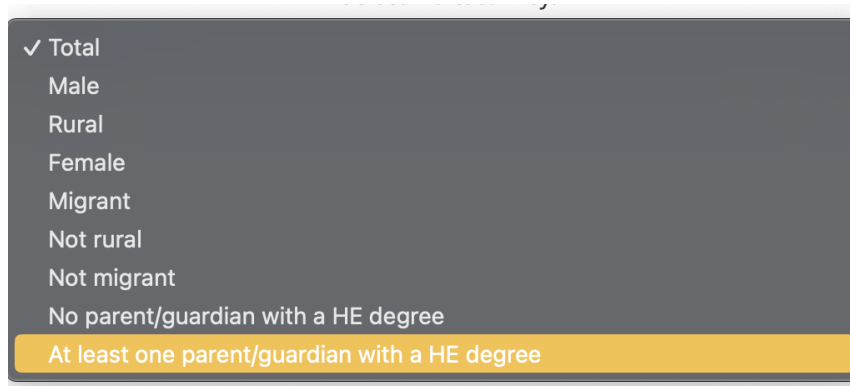 Total
Male
Rural
Female
Migrant
Not rural
Not migrant
No parent/guardian with a HE degree
At least one parent/guardian with a HE degree